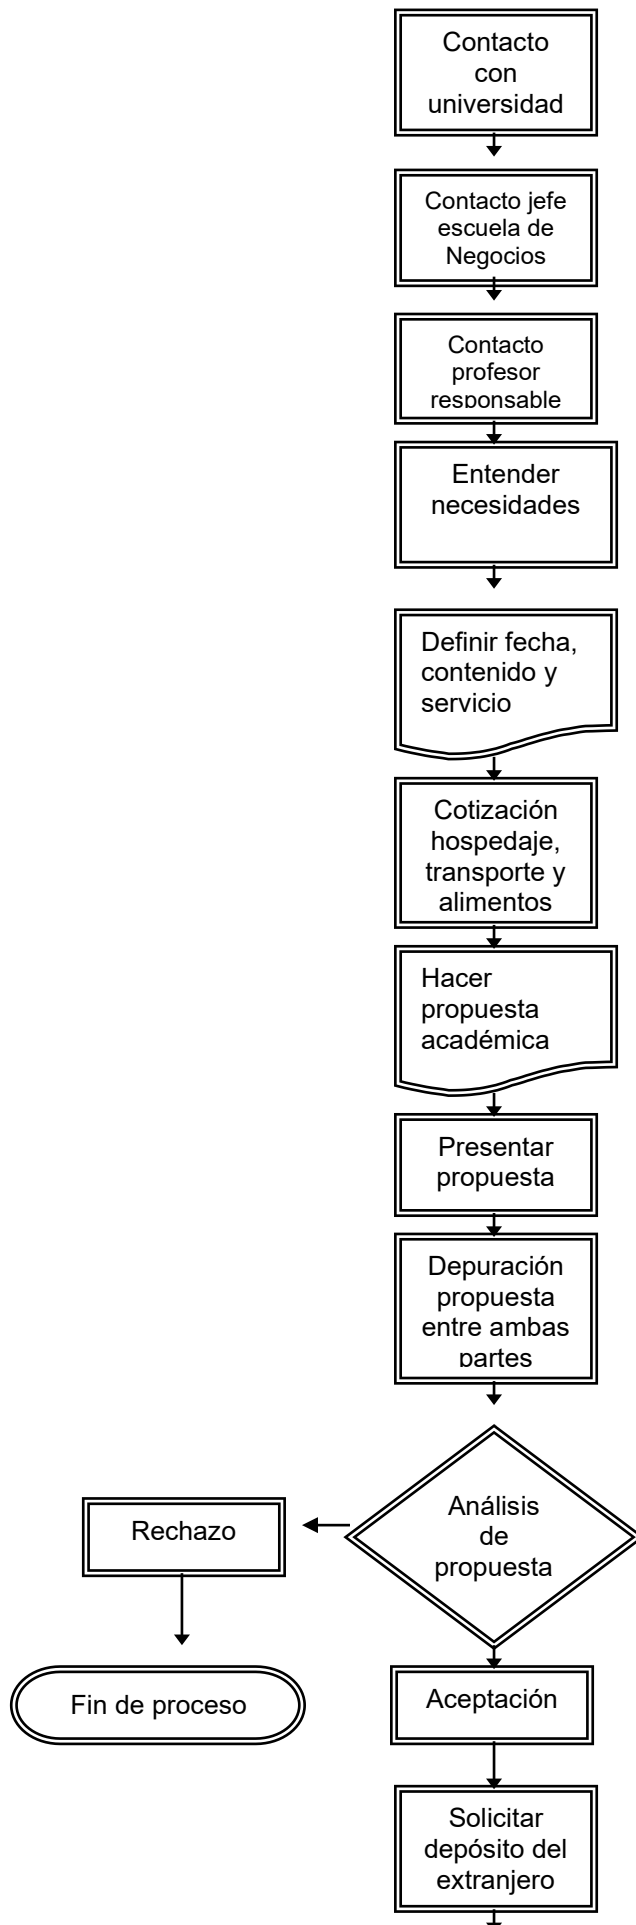 Contacto
con
universidad
Contacto jefe
escuela de
Negocios
Contacto
profesor
responsable
Entender
necesidades
Definir fecha,
contenido y
servicio
Cotización
hospedaje,
transporte y
alimentos
Hacer
propuesta
académica
Presentar
propuesta
Depuración
propuesta
entre ambas
partes
Análisis
de
propuesta
Rechazo
Fin de proceso
Aceptación
Solicitar
depósito del
extranjero